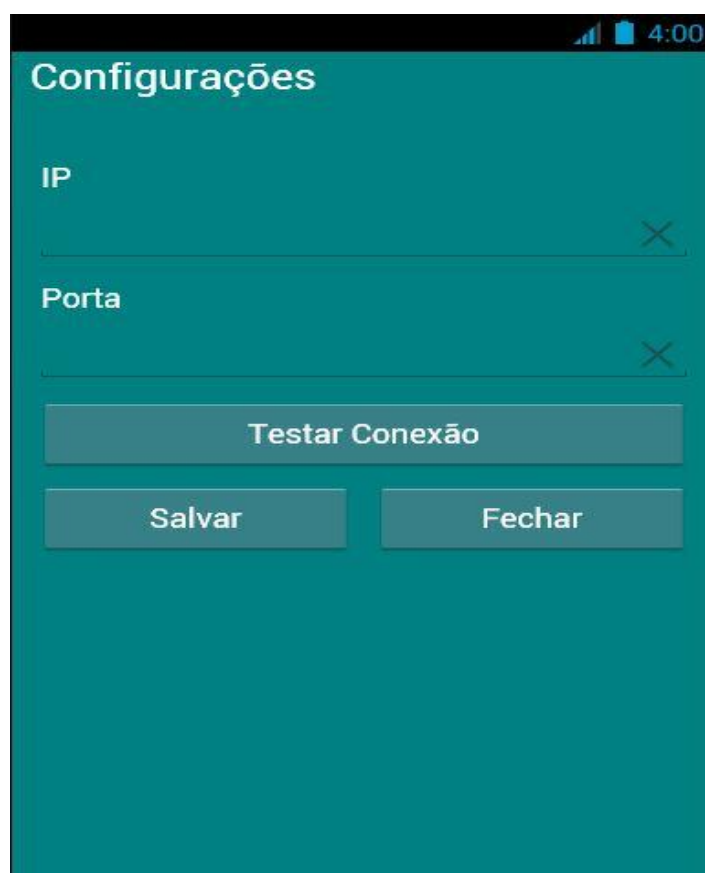 4:00
Configurações
IP
Porta
Testar Conexão
Salvar Fechar